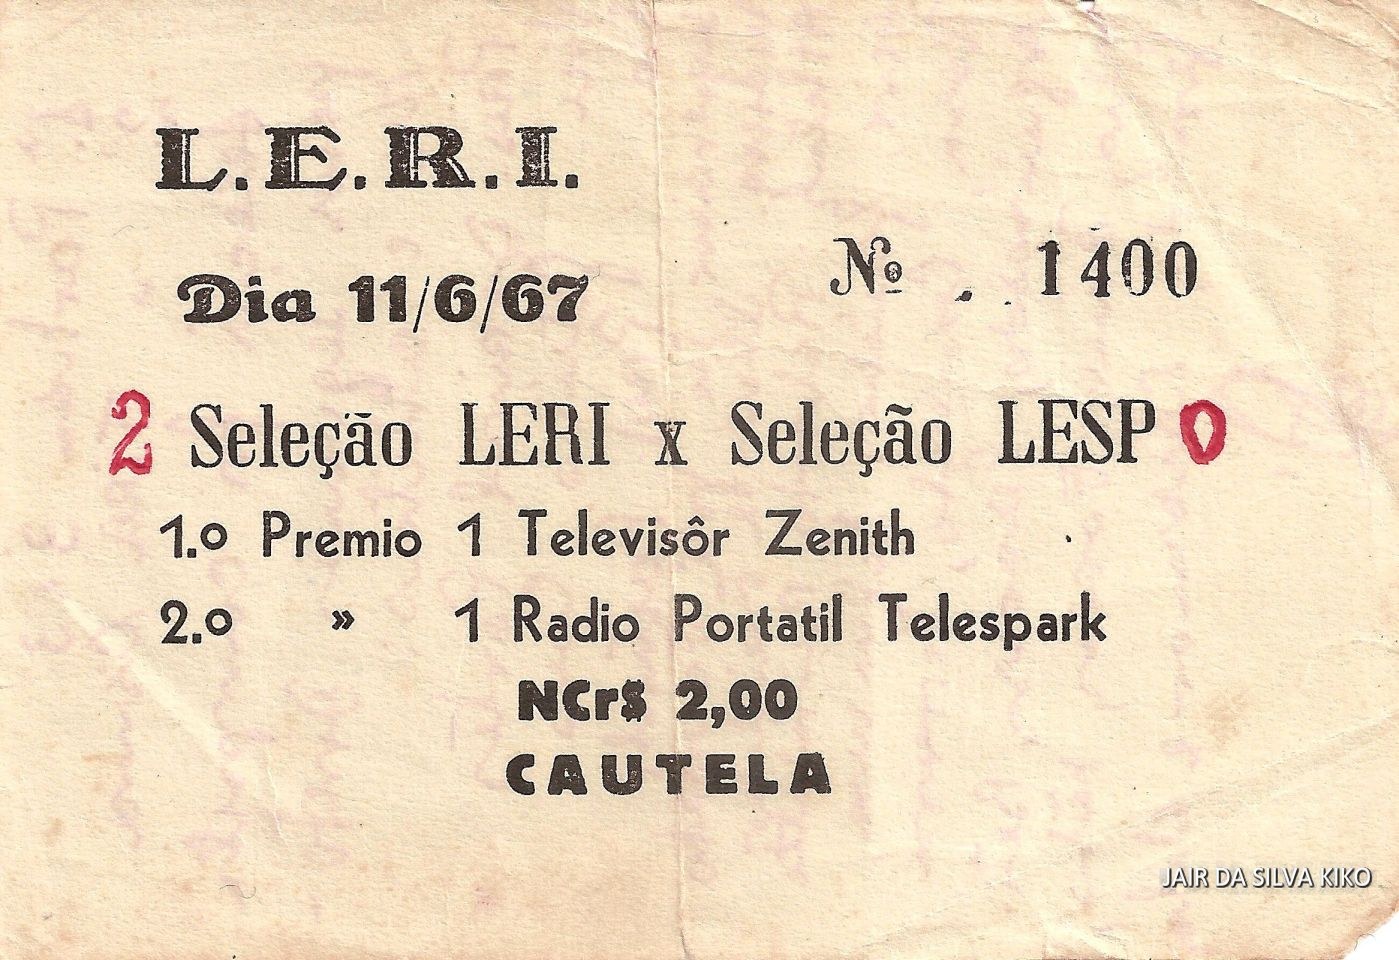 L.E.R.I.
Dia 11/6/67
Nº 1400
2 Seleção LERI x Seleção LESP 0
1.º Premio 1 Televisôr Zenith
2.º » 1 Radio Portatil Telespark
NCr$ 2,00
CAUTELA
JAIR DA SILVA KIKO